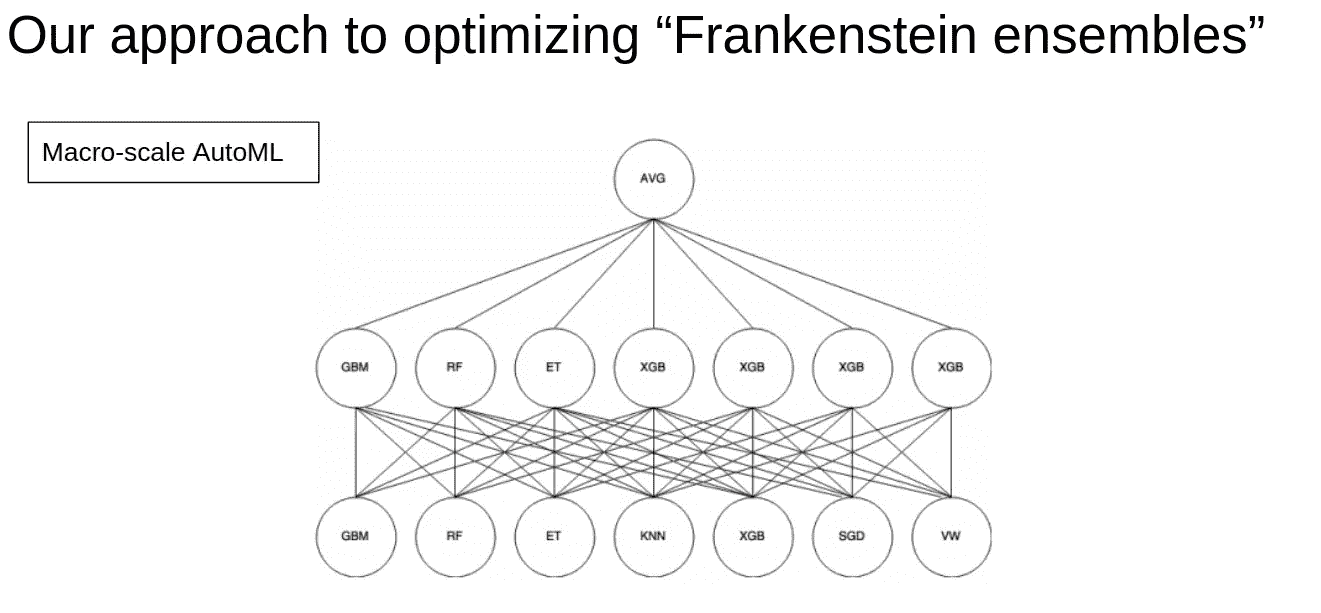 Our approach to optimizing “Frankenstein ensembles”
Macro-scale AutoML
AVG
GBM RF ET XGB XGB XGB XGB
GBM RF ET KNN XGB SGD VW